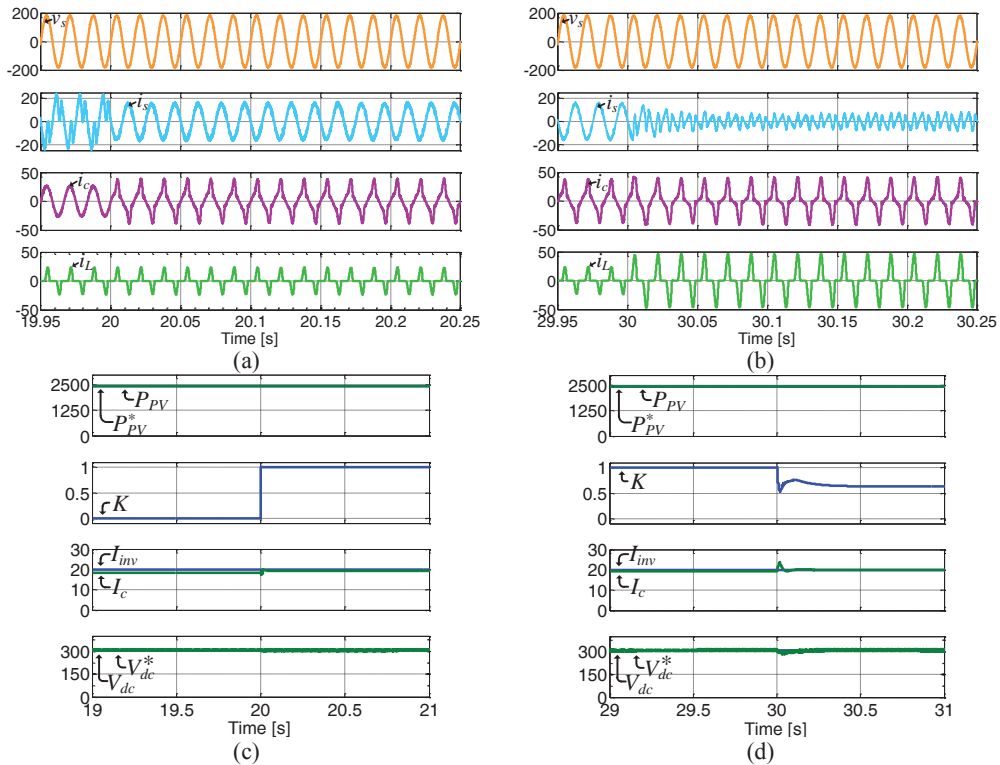 200
v_s
0
-200
20
i_s
0
-20
50
i_c
0
-50
50
i_L
0
-50
19.95 20 20.05 20.1 20.15 20.2 20.25
Time [s]
(a)
200
v_s
0
-200
20
i_s
0
-20
50
i_c
0
-50
50
i_L
0
-50
29.95 30 30.05 30.1 30.15 30.2 30.25
Time [s]
(b)
2500
P_PV
1250
P*_PV
0
1
0.5
K
0
30
I_inv
20
10
I_c
0
300
V*_dc
150
V_dc
0
19 19.5 20 20.5 21
Time [s]
(c)
2500
P_PV
1250
P*_PV
0
1
K
0.5
0
30
I_inv
20
10
I_c
0
300
V*_dc
150
V_dc
0
29 29.5 30 30.5 31
Time [s]
(d)